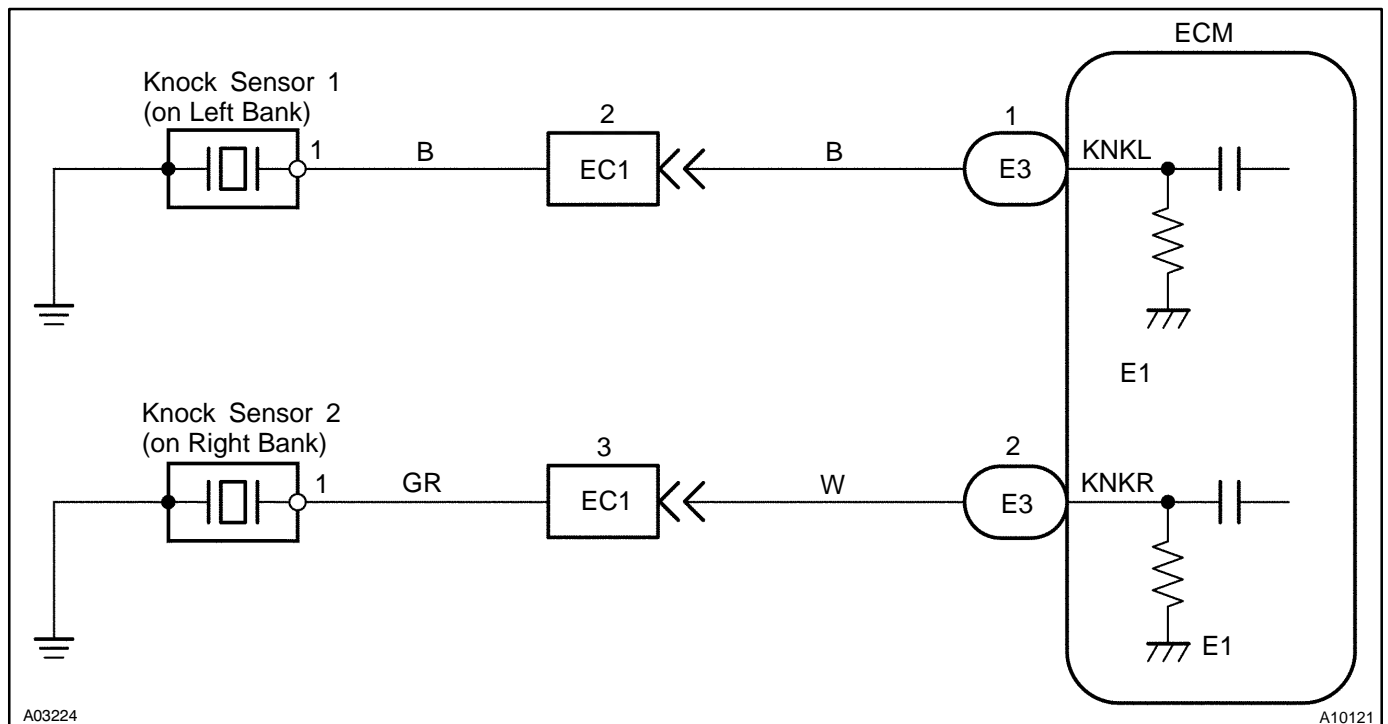 ECM
Knock Sensor 1
(on Left Bank)
1
B
2
EC1
B
1
E3
KNKL
E1
Knock Sensor 2
(on Right Bank)
1
GR
3
EC1
W
2
E3
KNKR
E1
A03224
A10121